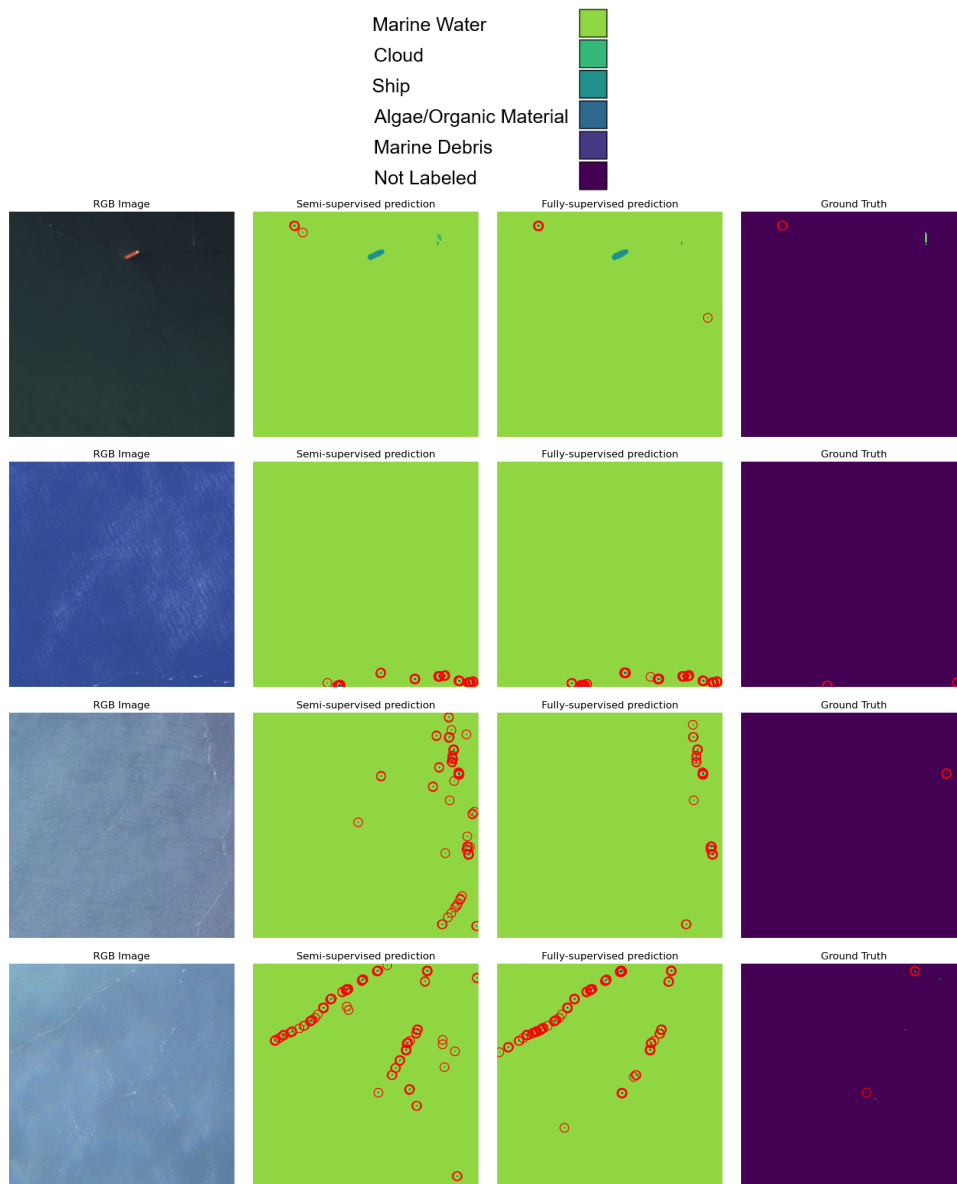 Marine Water
Cloud
Ship
Algae/Organic Material
Marine Debris
Not Labeled
RGB Image Semi-supervised prediction Fully-supervised prediction Ground Truth
RGB Image Semi-supervised prediction Fully-supervised prediction Ground Truth
RGB Image Semi-supervised prediction Fully-supervised prediction Ground Truth
RGB Image Semi-supervised prediction Fully-supervised prediction Ground Truth